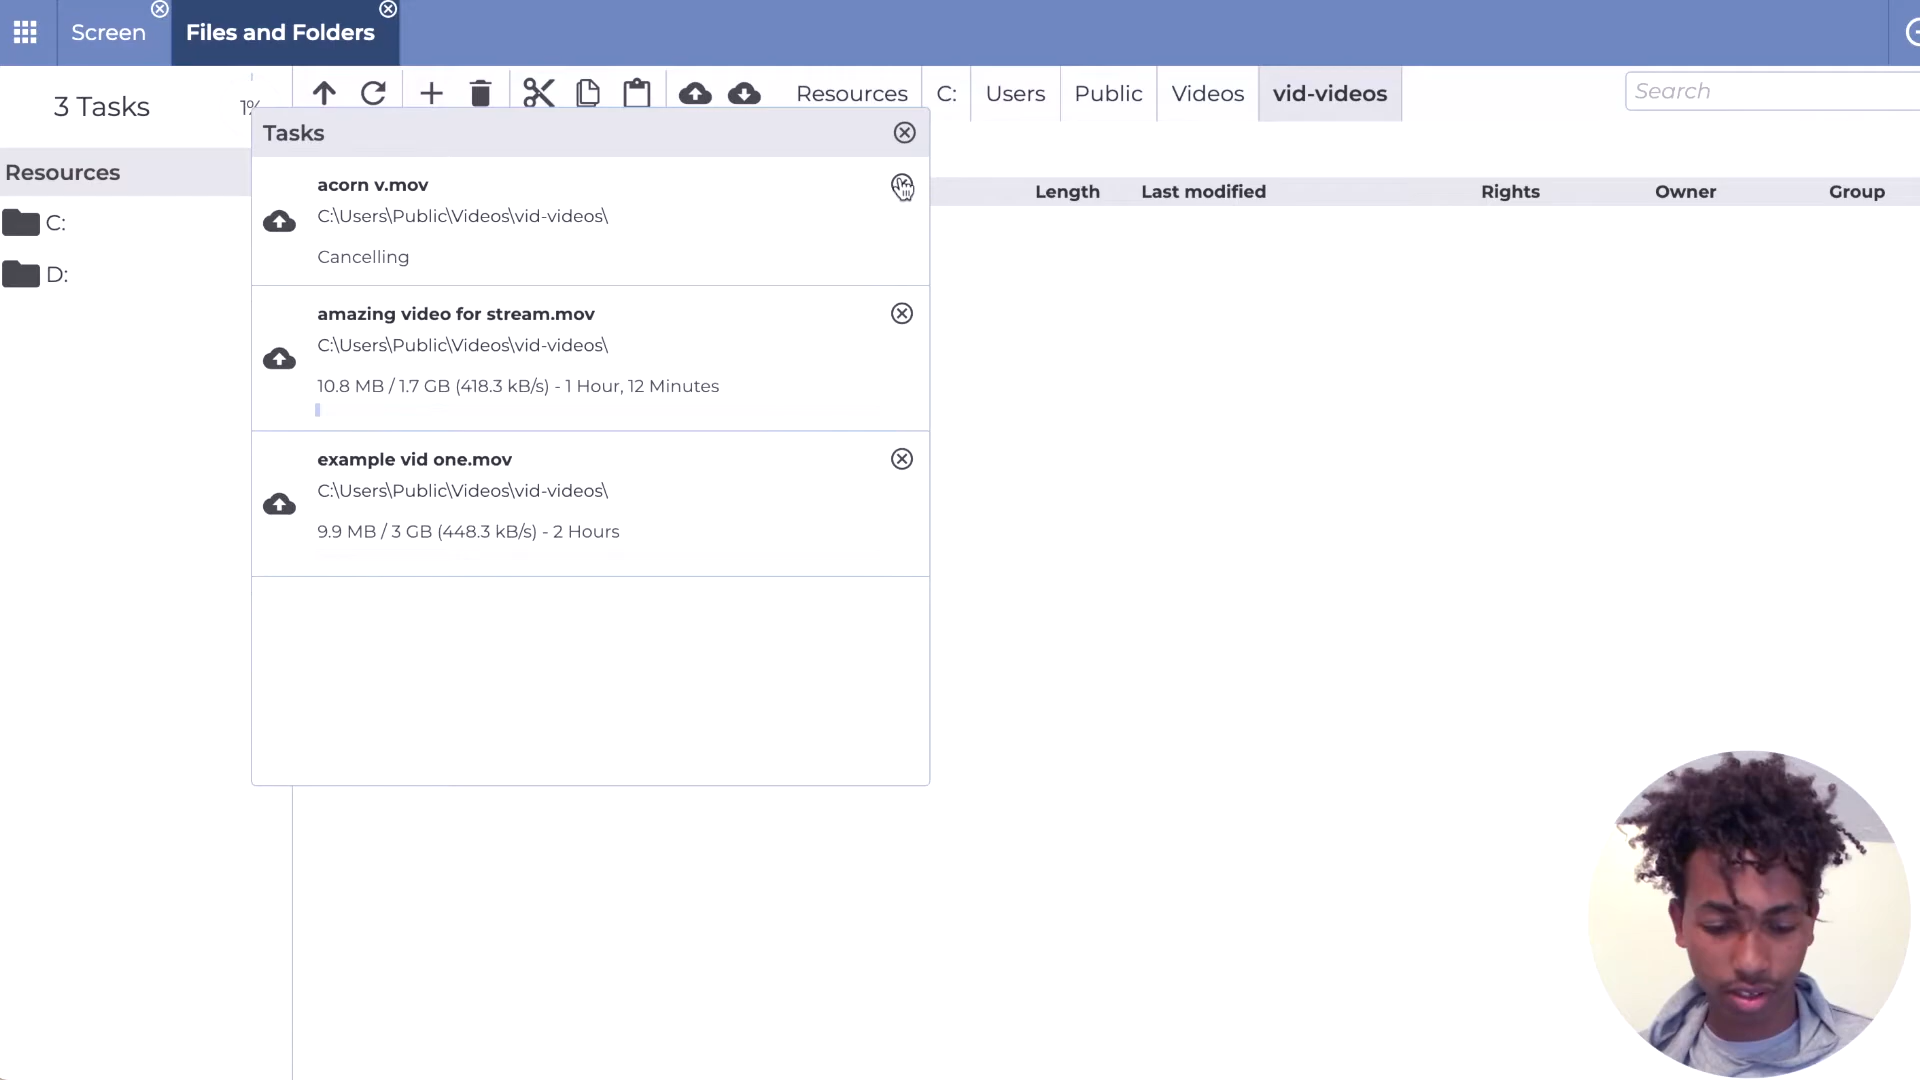 Screen
Files and Folders
3 Tasks
1%
Resources
C:
Users
Public
Videos
vid-videos
Search
Tasks
Resources
C:
D:
Length
Last modified
Rights
Owner
Group
acorn v.mov
C:\Users\Public\Videos\vid-videos\
Cancelling
amazing video for stream.mov
C:\Users\Public\Videos\vid-videos\
10.8 MB / 1.7 GB (418.3 kB/s) - 1 Hour, 12 Minutes
example vid one.mov
C:\Users\Public\Videos\vid-videos\
9.9 MB / 3 GB (448.3 kB/s) - 2 Hours